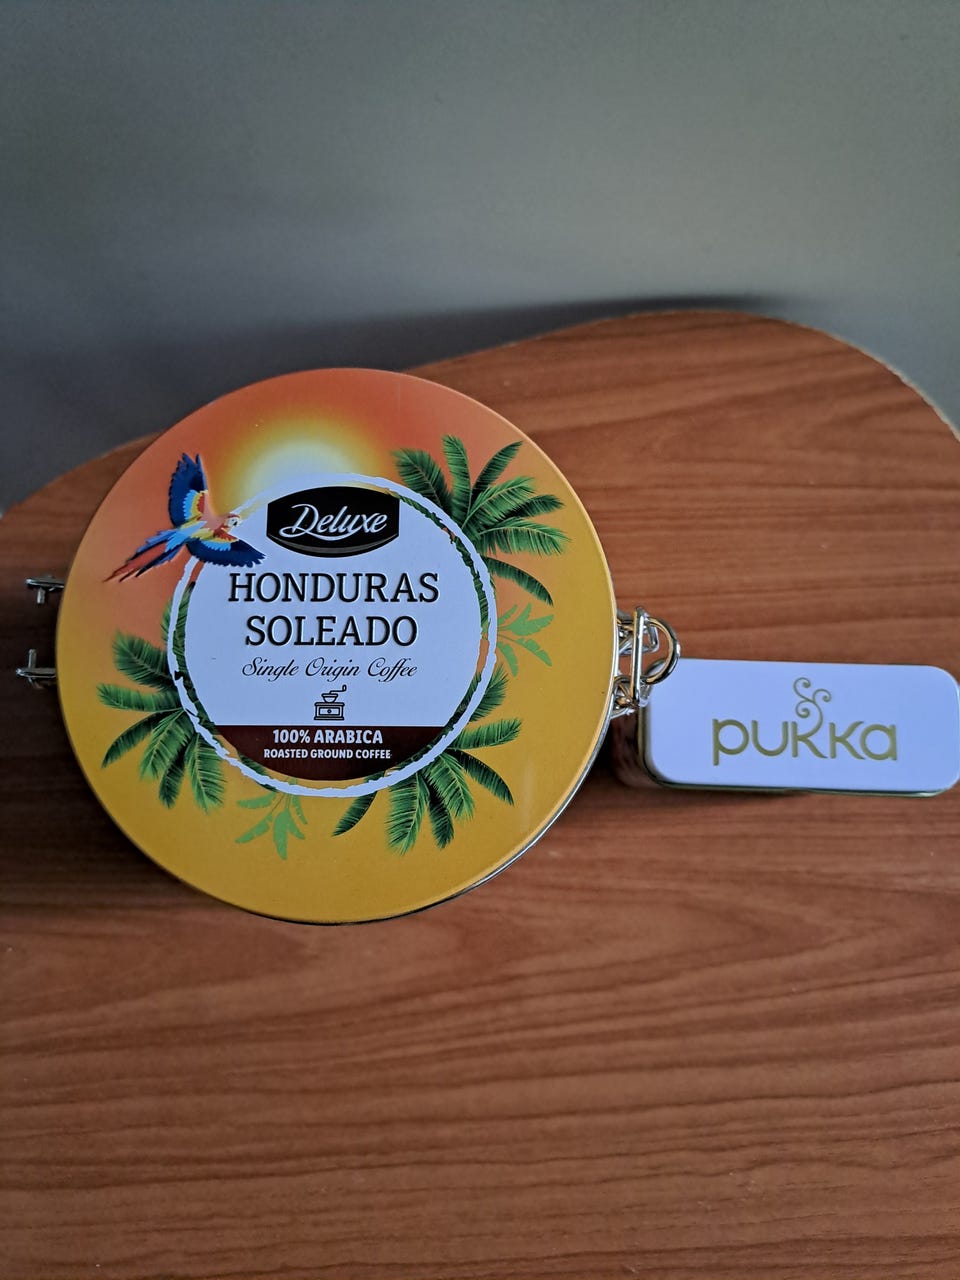 Deluxe
HONDURAS
SOLEADO
Single Origin Coffee
100% ARABICA
ROASTED GROUND COFFEE
pukka